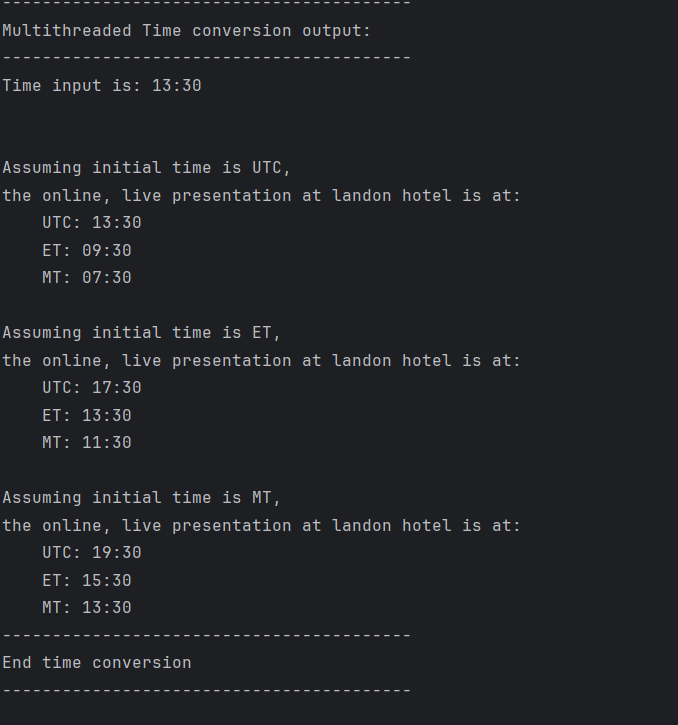 -----------------------------------------
Multithreaded Time conversion output:
-----------------------------------------
Time input is: 13:30
Assuming initial time is UTC,
the online, live presentation at landon hotel is at:
    UTC: 13:30
    ET: 09:30
    MT: 07:30
Assuming initial time is ET,
the online, live presentation at landon hotel is at:
    UTC: 17:30
    ET: 13:30
    MT: 11:30
Assuming initial time is MT,
the online, live presentation at landon hotel is at:
    UTC: 19:30
    ET: 15:30
    MT: 13:30
-----------------------------------------
End time conversion
-----------------------------------------